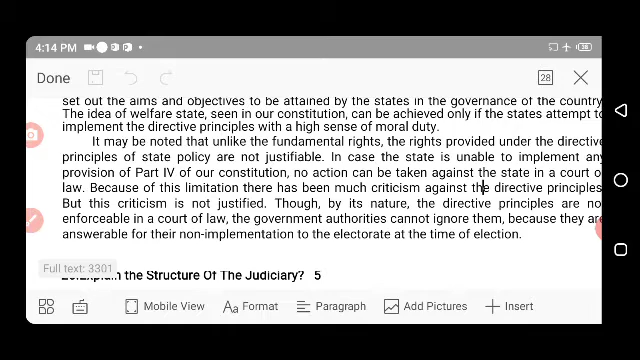 4:14 PM
38
Done
28
set out the aims and objectives to be attained by the states in the governance of the country.
The idea of welfare state, seen in our constitution, can be achieved only if the states attempt to
implement the directive principles with a high sense of moral duty.
It may be noted that unlike the fundamental rights, the rights provided under the directive
principles of state policy are not justifiable. In case the state is unable to implement any
provision of Part IV of our constitution, no action can be taken against the state in a court of
law. Because of this limitation there has been much criticism against the directive principles.
But this criticism is not justified. Though, by its nature, the directive principles are no
enforceable in a court of law, the government authorities cannot ignore them, because they are
answerable for their non-implementation to the electorate at the time of election.
Full text: 3301
Explain the Structure Of The Judiciary? 5
Mobile View
Aa Format
Paragraph
Add Pictures
Insert